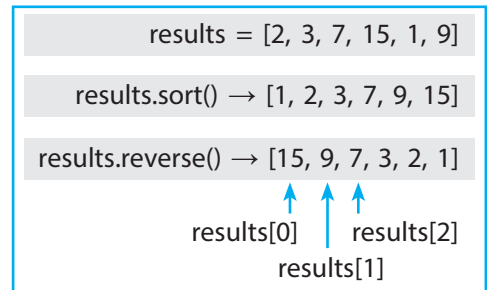 results = [2, 3, 7, 15, 1, 9]
results.sort() → [1, 2, 3, 7, 9, 15]
results.reverse() → [15, 9, 7, 3, 2, 1]
results[0] results[2]
results[1]